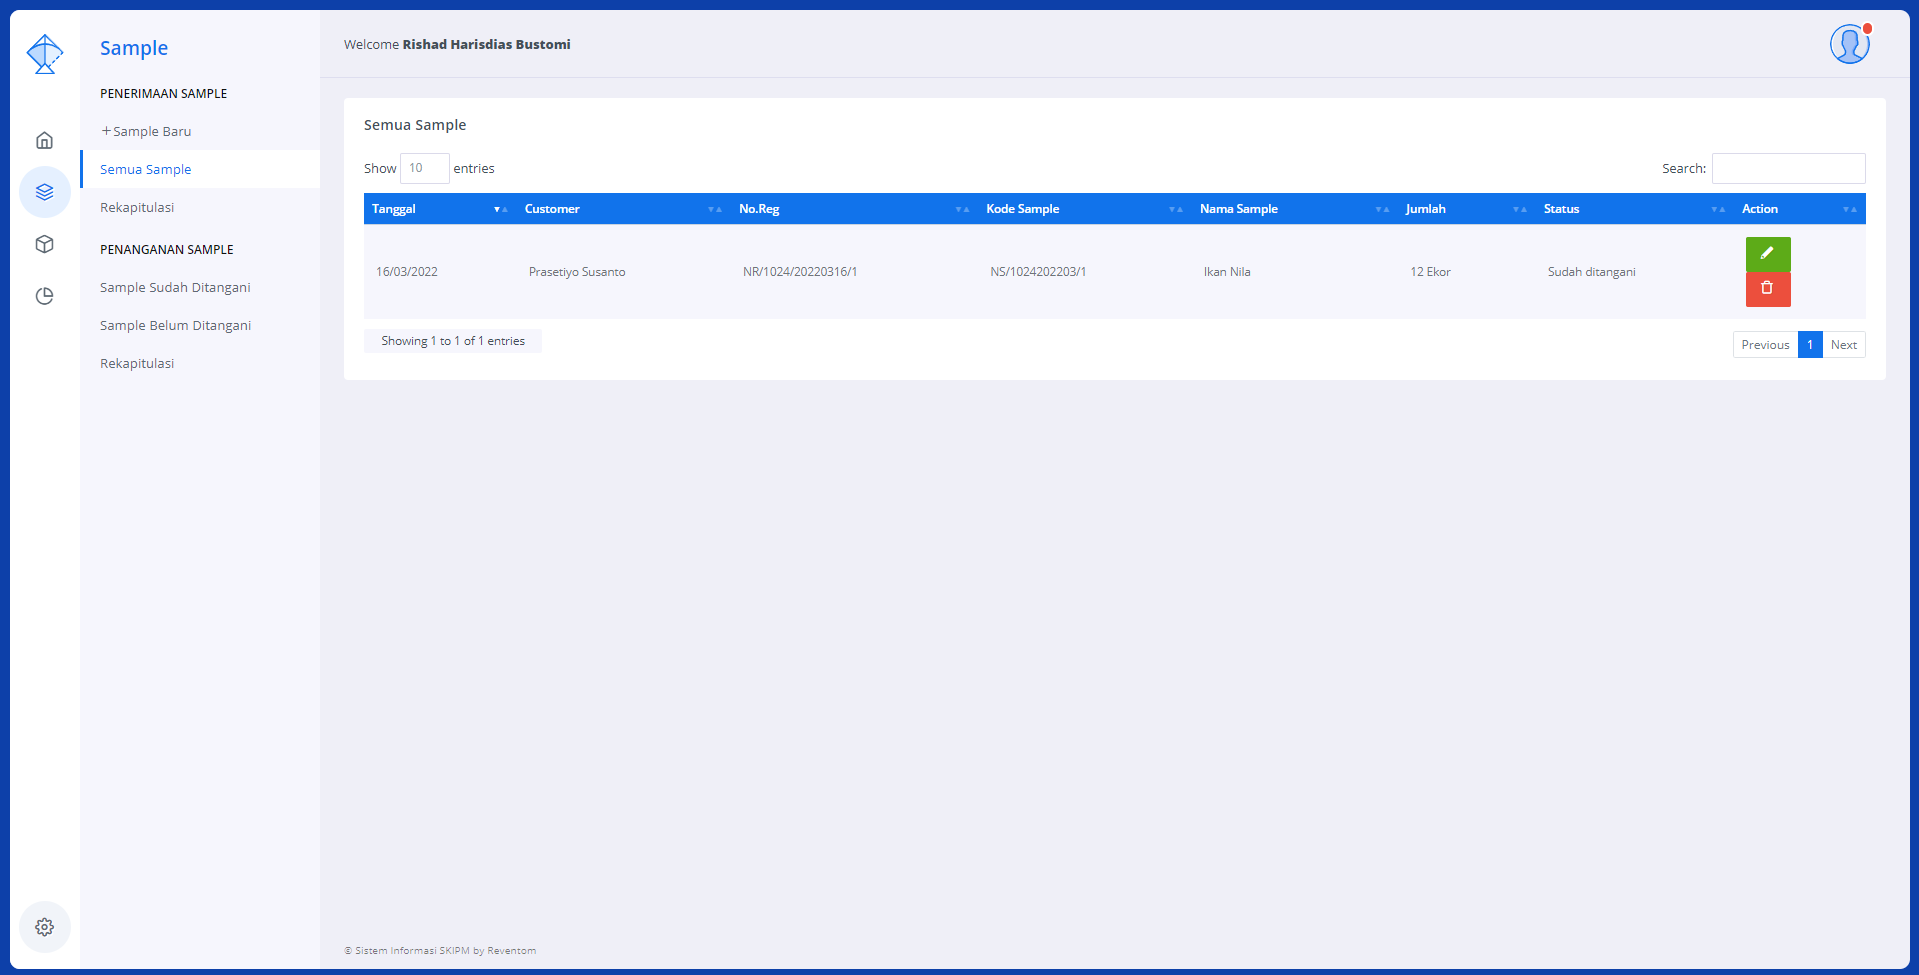 Sample
PENERIMAAN SAMPLE
+Sample Baru
Semua Sample
Rekapitulasi
PENANGANAN SAMPLE
Sample Sudah Ditangani
Sample Belum Ditangani
Rekapitulasi
Welcome Rishad Harisdias Bustomi
Semua Sample
Show 10 entries
Search:
Tanggal Customer No.Reg Kode Sample Nama Sample Jumlah Status Action
16/03/2022 Prasetiyo Susanto NR/1024/20220316/1 NS/1024202203/1 Ikan Nila 12 Ekor Sudah ditangani
Showing 1 to 1 of 1 entries
Previous 1 Next
© Sistem Informasi SKIPM by Reventom